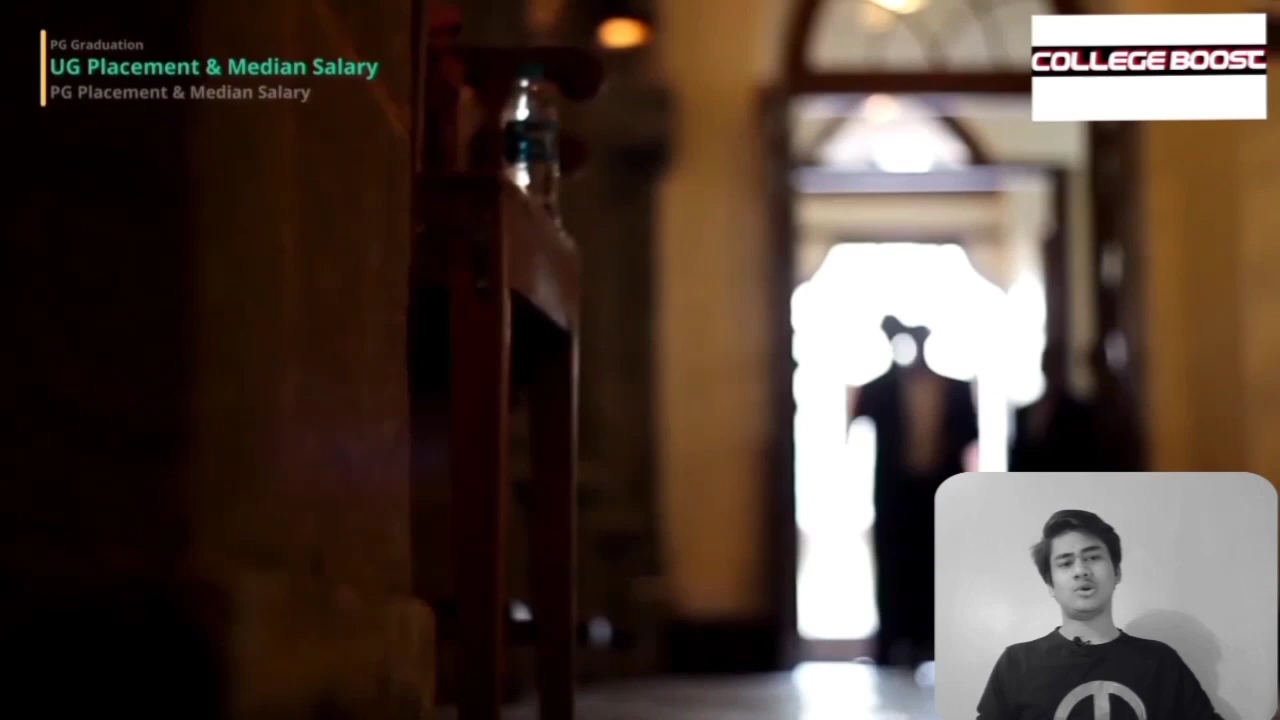 PG Graduation
UG Placement & Median Salary
PG Placement & Median Salary
COLLEGE BOOST